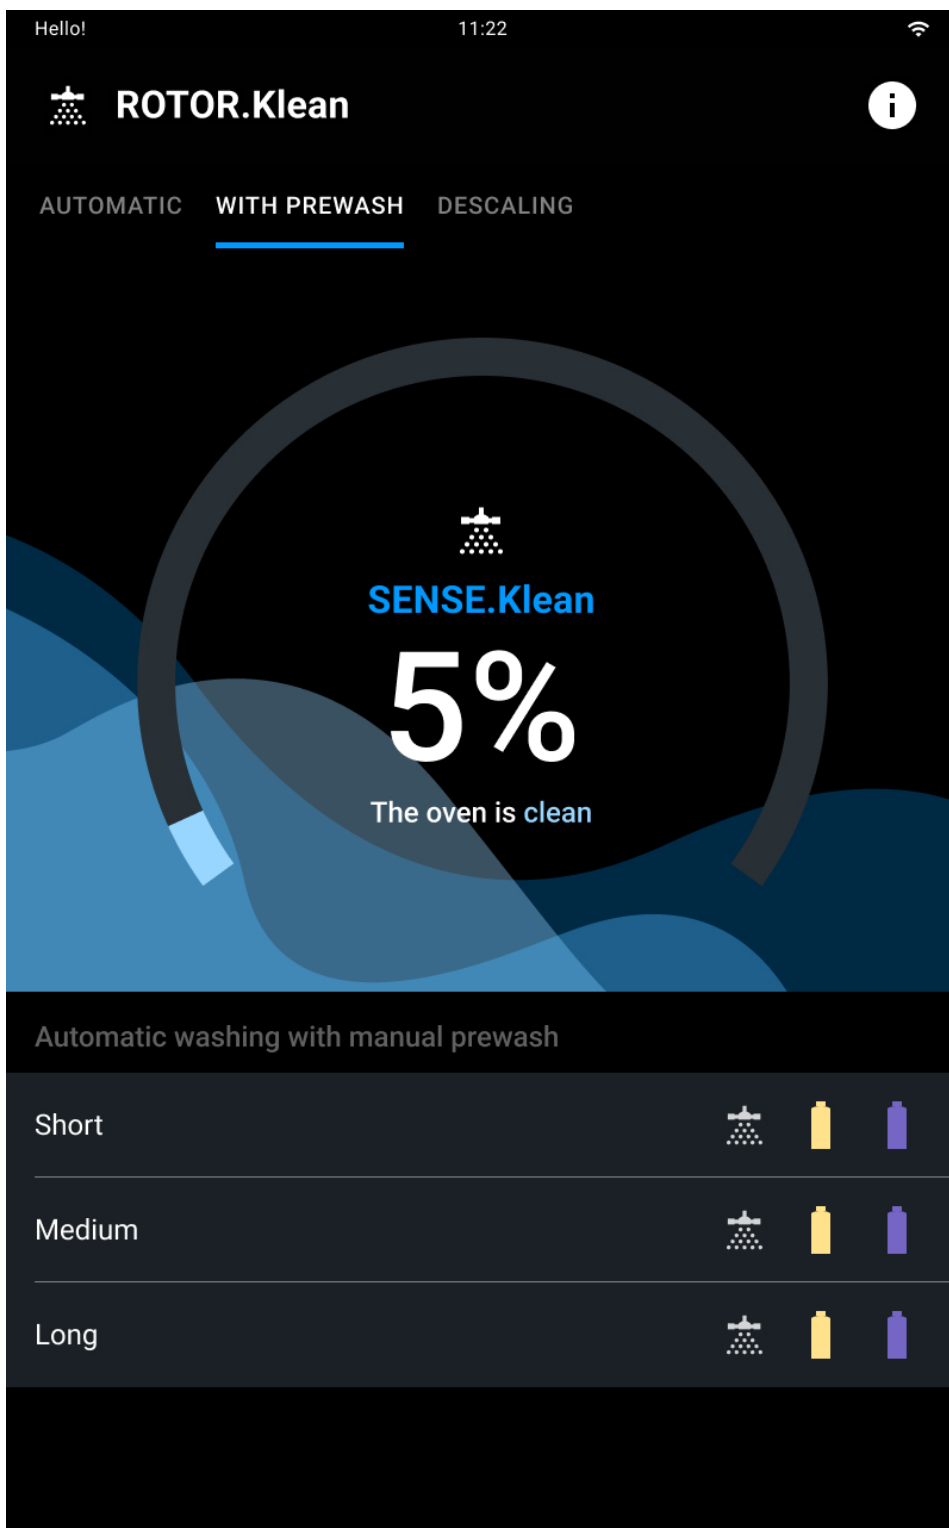 Hello!
11:22
ROTOR.Klean
AUTOMATIC
WITH PREWASH
DESCALING
SENSE.Klean
5%
The oven is clean
Automatic washing with manual prewash
Short
Medium
Long